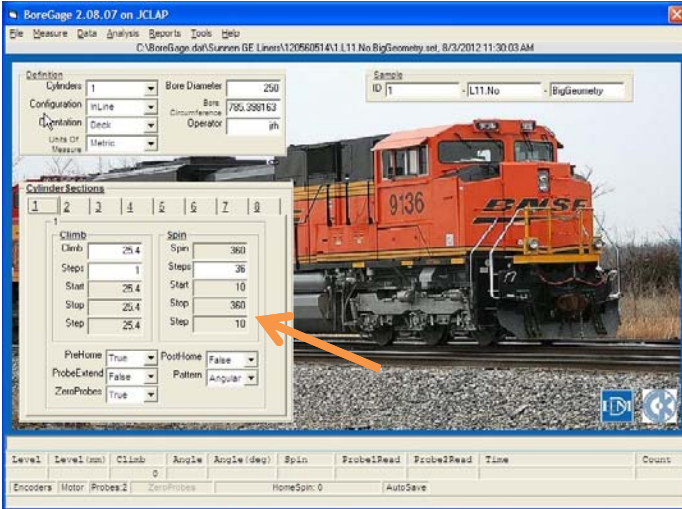 BoreGage 2.08.07 on JCLAP
File Measure Data Analysis Reports Tools Help
C:\BoreGage.dat\Sunnen GE Liners\120560514\1.L11.No.BigGeometry.set, 8/3/2012 11:30:03 AM
Definition
Cylinders 1 Bore Diameter 250
Configuration InLine Bore Circumference 785.398163
Orientation Deck Operator jrh
Units Of Measure Metric
Sample
ID 1 - L11.No - BigGeometry
Cylinder Sections
1 2 3 4 5 6 7 8
1
Climb Spin
Climb 25.4 Spin 360
Steps 1 Steps 36
Start 25.4 Start 10
Stop 25.4 Stop 360
Step 25.4 Step 10
PreHome True PostHome False
ProbeExtend False Pattern Angular
ZeroProbes True
9136
BNSF
Level Level(mm) Climb Angle Angle(deg) Spin Probe1Read Probe2Read Time Count
0
Encoders Motor Probes:2 ZeroProbes HomeSpin: 0 AutoSave